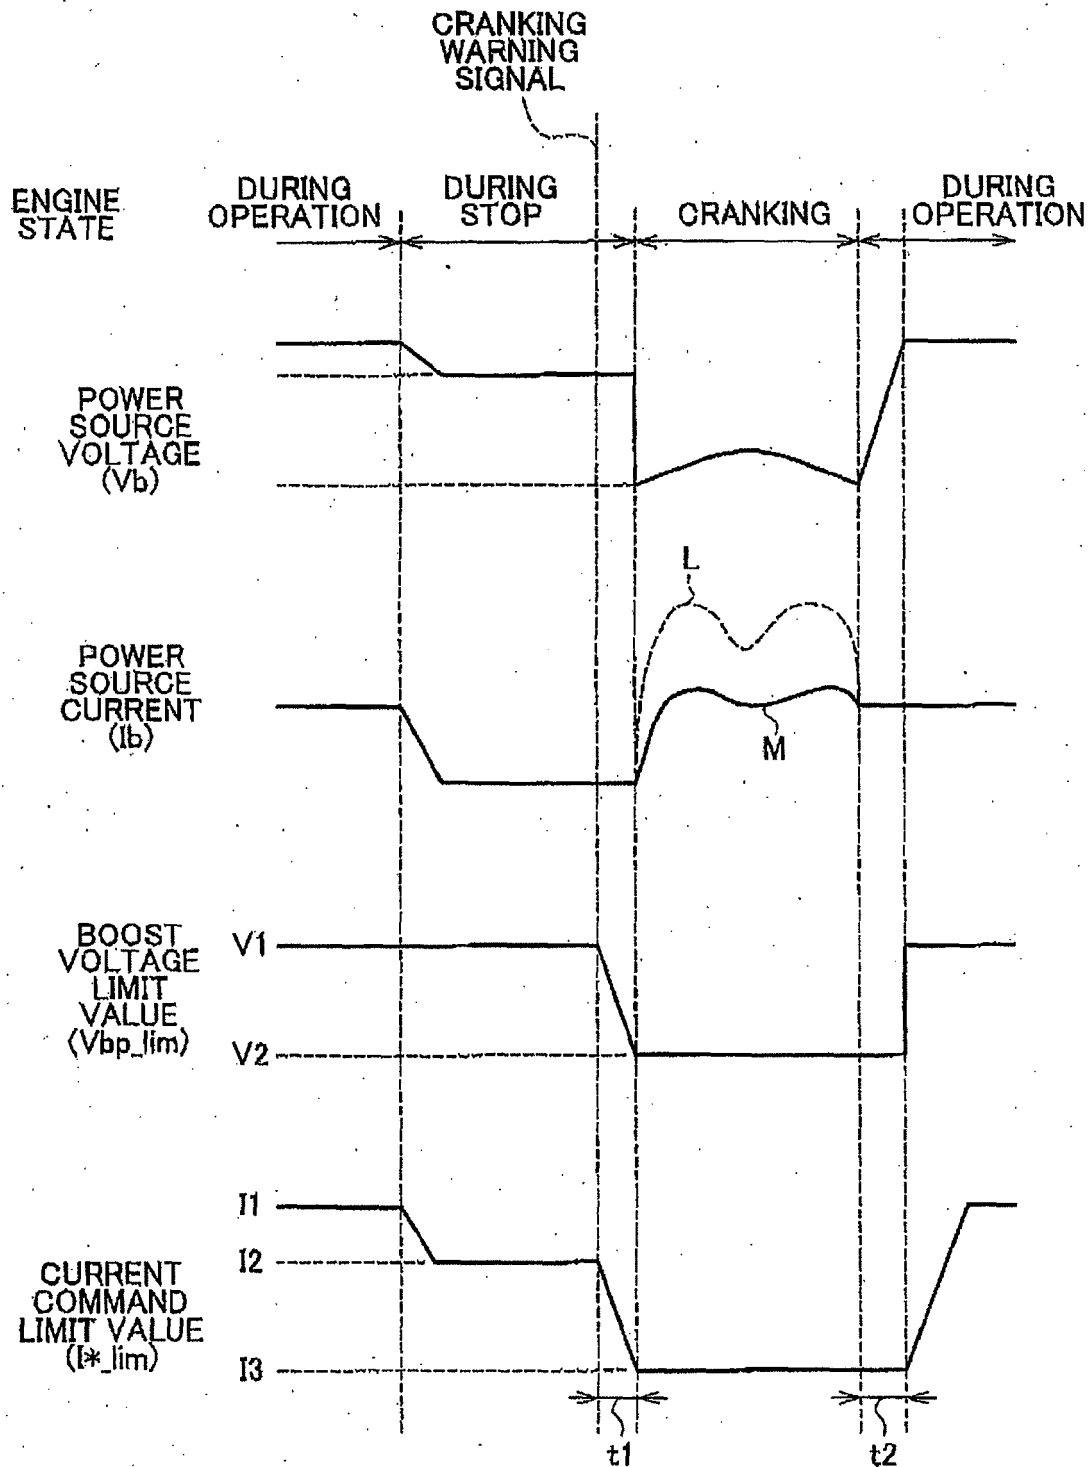 CRANKING
WARNING
SIGNAL
ENGINE
STATE
DURING
OPERATION
DURING
STOP
CRANKING
DURING
OPERATION
POWER
SOURCE
VOLTAGE
(Vb)
L
POWER
SOURCE
CURRENT
(Ib)
M
BOOST
VOLTAGE
LIMIT
VALUE
(Vbp_lim)
V1
V2
I1
I2
CURRENT
COMMAND
LIMIT VALUE
(I*_lim)
I3
t1
t2